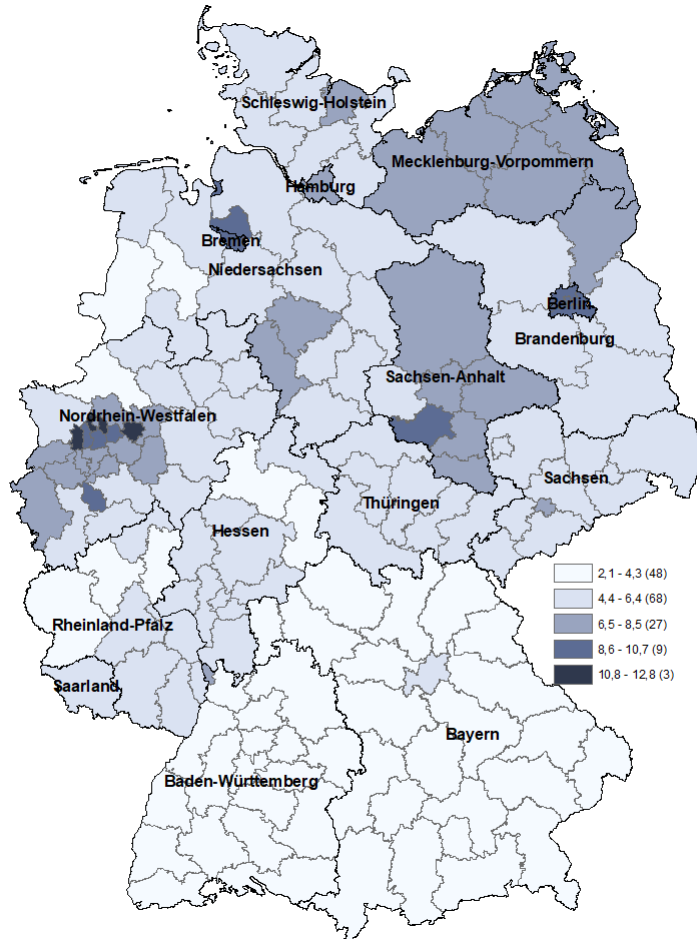 Schleswig-Holstein
Mecklenburg-Vorpommern
Hamburg
Bremen
Niedersachsen
Berlin
Brandenburg
Sachsen-Anhalt
Nordrhein-Westfalen
Sachsen
Thüringen
Hessen
2,1 - 4,3 (48)
4,4 - 6,4 (68)
6,5 - 8,5 (27)
8,6 - 10,7 (9)
10,8 - 12,8 (3)
Rheinland-Pfalz
Saarland
Bayern
Baden-Württemberg